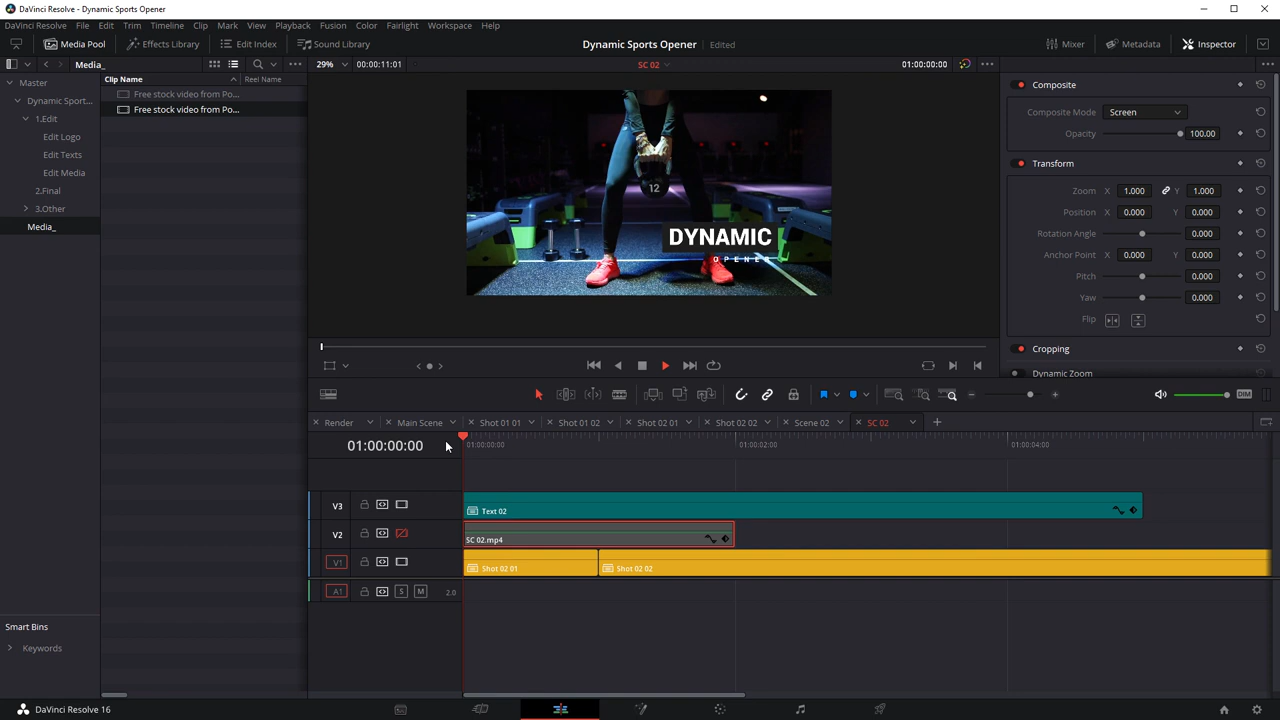 DaVinci Resolve - Dynamic Sports Opener
DaVinci Resolve File Edit Trim Timeline Clip Mark View Playback Fusion Color Fairlight Workspace Help
Media Pool Effects Library Edit Index Sound Library Dynamic Sports Opener Edited Mixer Metadata Inspector
Media_ 29% 00:00:11:01 SC 02 01:00:00:00
Clip Name Reel Name
Master
Dynamic Sport...
1.Edit
Edit Logo
Edit Texts
Edit Media
2.Final
3.Other
Media_
Free stock video from Po...
Free stock video from Po...
12
DYNAMIC
OPENER
Composite
Composite Mode Screen
Opacity 100.00
Transform
Zoom X 1.000 Y 1.000
Position X 0.000 Y 0.000
Rotation Angle 0.000
Anchor Point X 0.000 Y 0.000
Pitch 0.000
Yaw 0.000
Flip
Cropping
Dynamic Zoom
DIM
Render Main Scene Shot 01 01 Shot 01 02 Shot 02 01 Shot 02 02 Scene 02 SC 02
01:00:00:00 01:00:00:00 01:00:02:00 01:00:04:00
V3 Text 02
V2 SC 02.mp4
V1 Shot 02 01 Shot 02 02
A1 S M 2.0
Smart Bins
Keywords
DaVinci Resolve 16